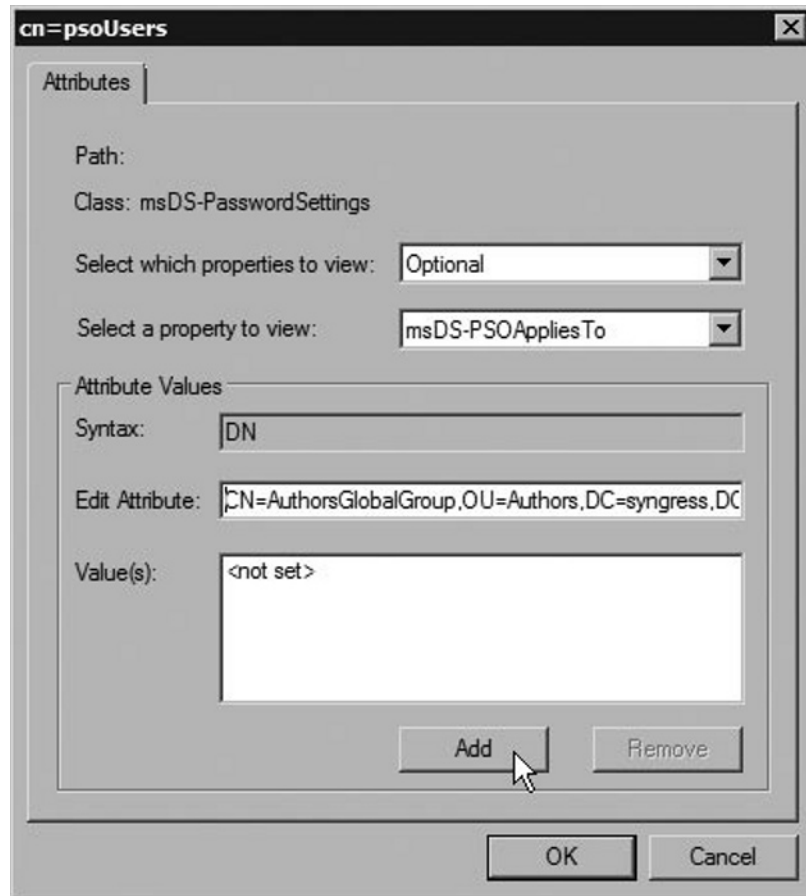 cn=psoUsers
Attributes
Path:
Class: msDS-PasswordSettings
Select which properties to view: Optional
Select a property to view: msDS-PSOAppliesTo
Attribute Values
Syntax: DN
Edit Attribute: CN=AuthorsGlobalGroup,OU=Authors,DC=syngress,DC
Value(s): <not set>
Add Remove
OK Cancel